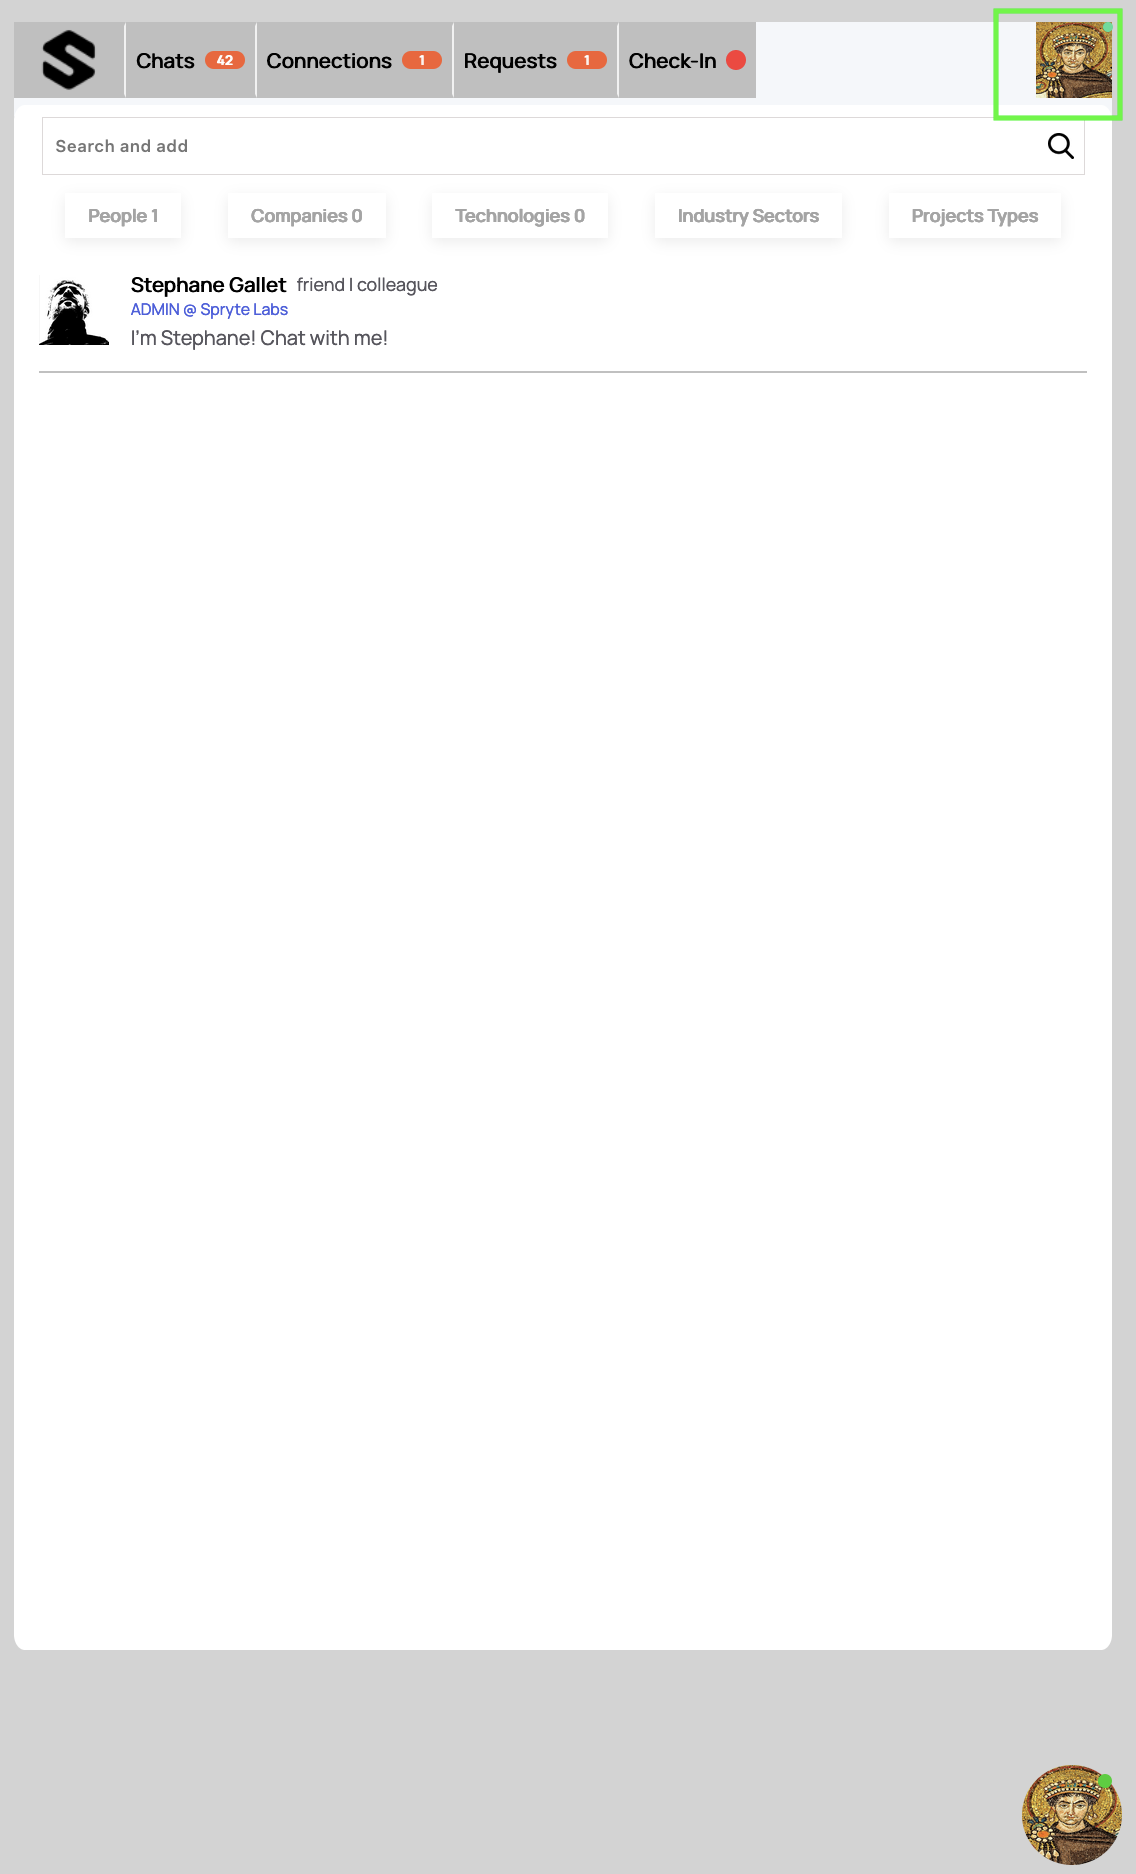 Chats 42 Connections 1 Requests 1 Check-In
Search and add
People 1 Companies 0 Technologies 0 Industry Sectors Projects Types
Stephane Gallet friend I colleague
ADMIN @ Spryte Labs
I'm Stephane! Chat with me!